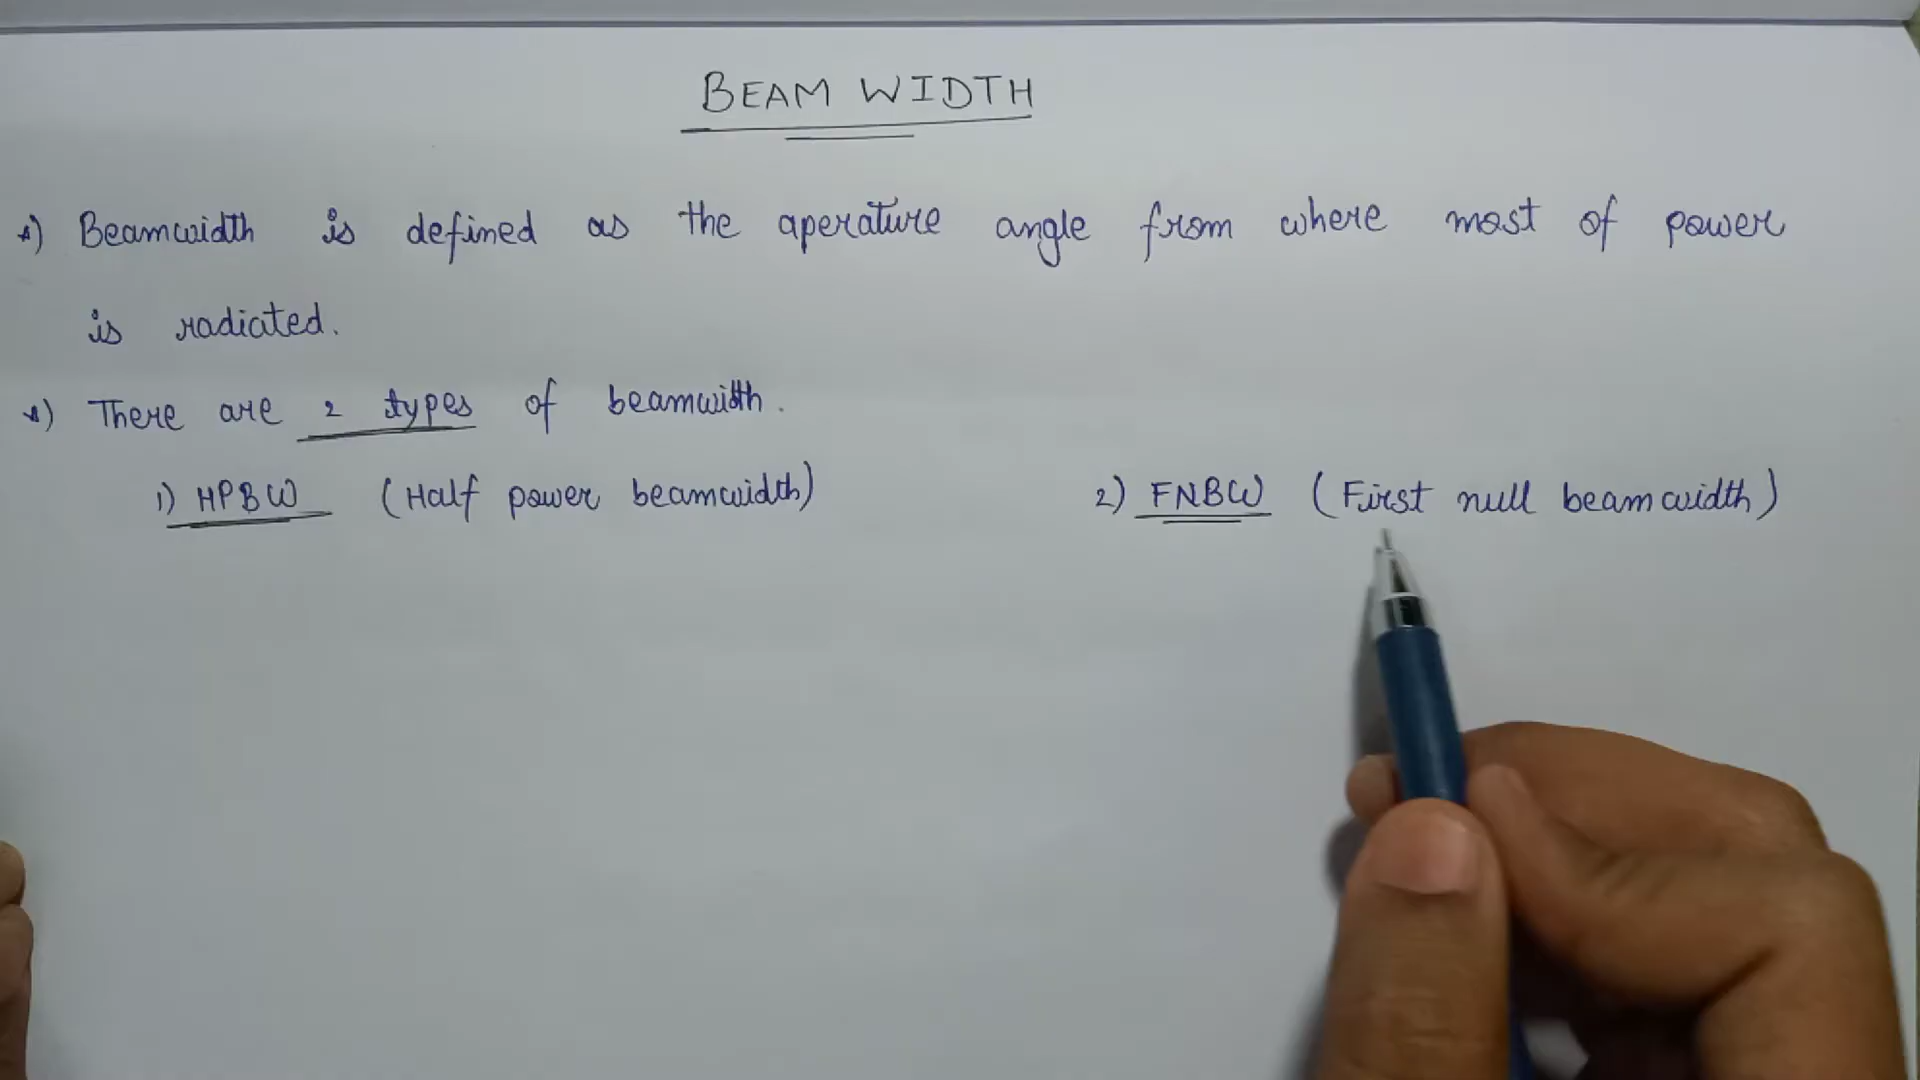 BEAM WIDTH
*) Beamwidth is defined as the aperature angle from where most of power
is radiated.
*) There are 2 types of beamwidth.
1) HPBW (Half power beamwidth) 2) FNBW (First null beamwidth)